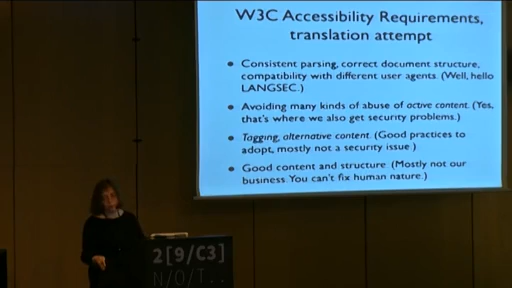 W3C Accessibility Requirements,
translation attempt
• Consistent parsing, correct document structure,
compatibility with different user agents. (Well, hello
LANGSEC.)
• Avoiding many kinds of abuse of active content. (Yes,
that's where we also get security problems.)
• Tagging, alternative content. (Good practices to
adopt, mostly not a security issue.)
• Good content and structure. (Mostly not our
business. You can't fix human nature.)
2[9/C3]
N/O/T..